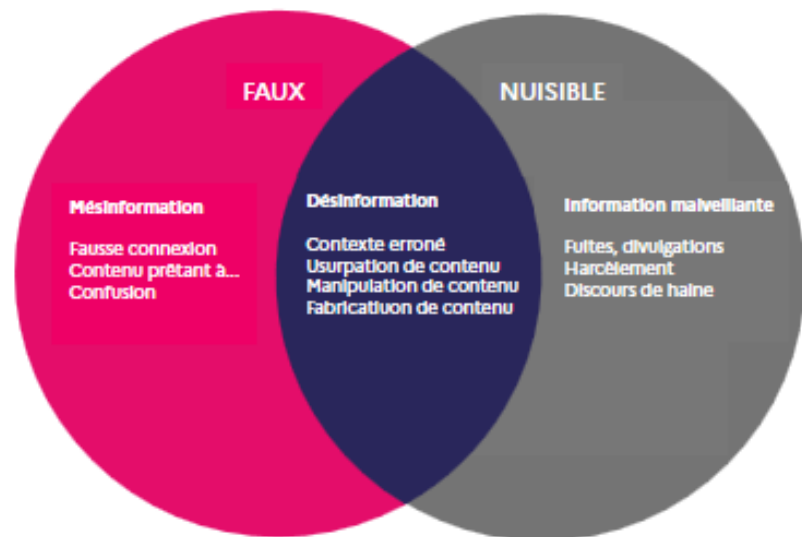 FAUX
NUISIBLE
Mésinformation
Fausse connexion
Contenu prêtant à...
Confusion
Désinformation
Contexte erroné
Usurpation de contenu
Manipulation de contenu
Fabricatiuon de contenu
Information malveillante
Fuites, divulgations
Harcèlement
Discours de haine